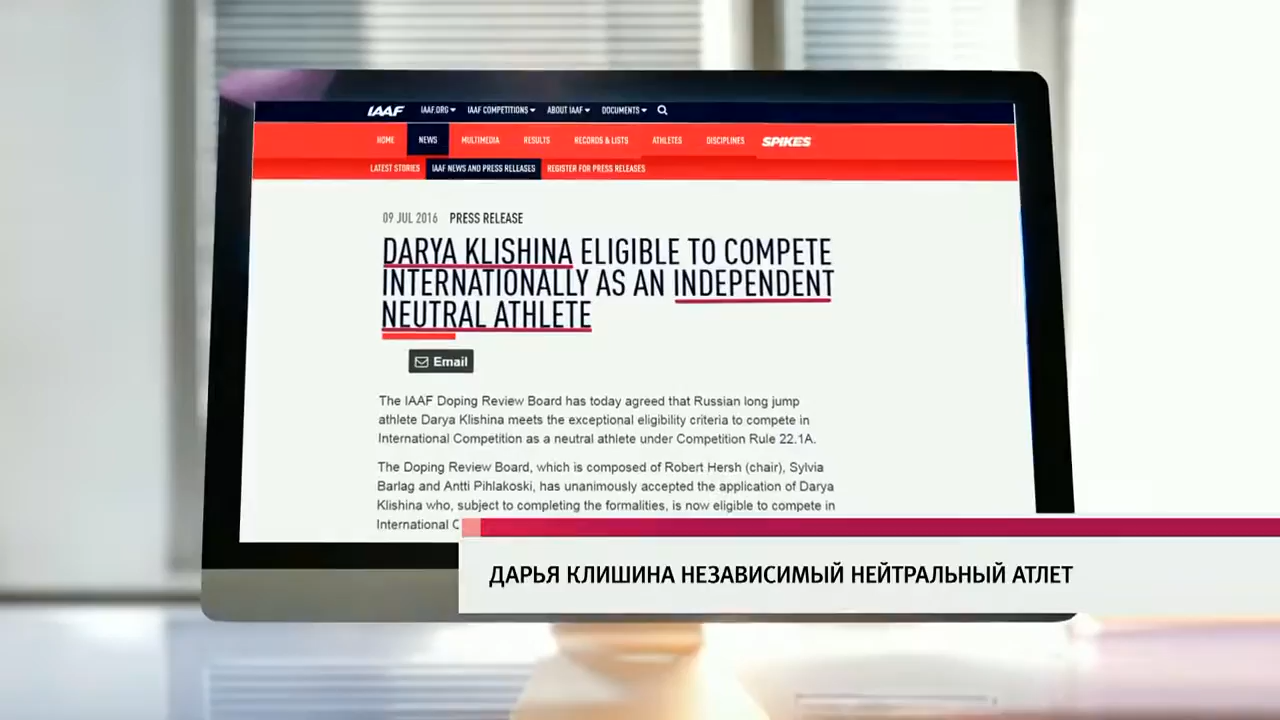 IAAF IAAF.ORG IAAF COMPETITIONS ABOUT IAAF DOCUMENTS
HOME NEWS MULTIMEDIA RESULTS RECORDS & LISTS ATHLETES DISCIPLINES SPIKES
LATEST STORIES IAAF NEWS AND PRESS RELEASES REGISTER FOR PRESS RELEASES
09 JUL 2016 PRESS RELEASE
DARYA KLISHINA ELIGIBLE TO COMPETE
INTERNATIONALLY AS AN INDEPENDENT
NEUTRAL ATHLETE
Email
The IAAF Doping Review Board has today agreed that Russian long jump
athlete Darya Klishina meets the exceptional eligibility criteria to compete in
International Competition as a neutral athlete under Competition Rule 22.1A.
The Doping Review Board, which is composed of Robert Hersh (chair), Sylvia
Barlag and Antti Pihlakoski, has unanimously accepted the application of Darya
Klishina who, subject to completing the formalities, is now eligible to compete in
International C
ДАРЬЯ КЛИШИНА НЕЗАВИСИМЫЙ НЕЙТРАЛЬНЫЙ АТЛЕТ